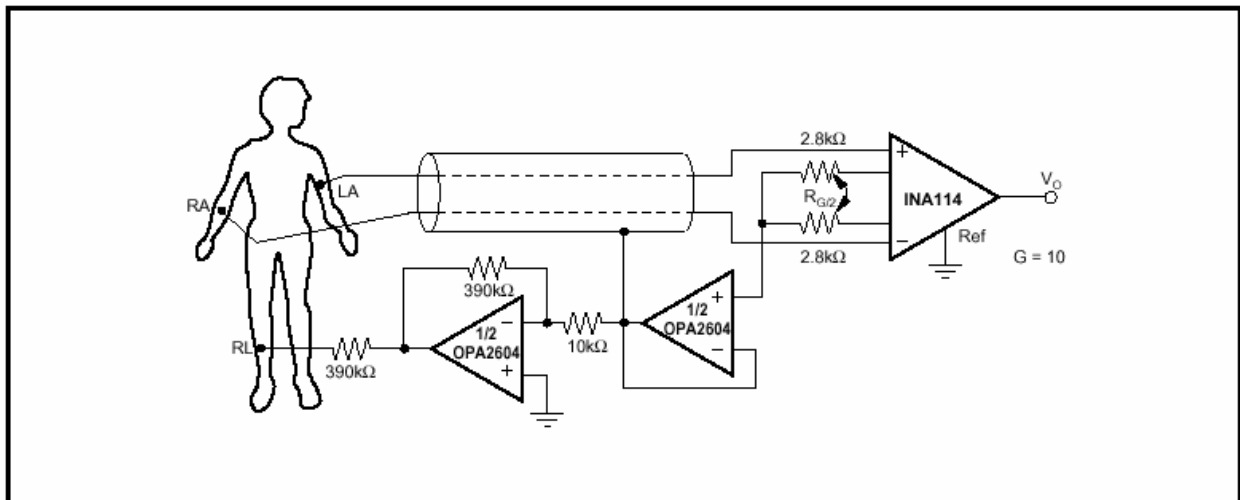 2.8kΩ
+
LA
RA
R_G/2
INA114
V_O
−
Ref
2.8kΩ
G = 10
390kΩ
+
1/2
OPA2604
−
10kΩ
−
1/2
OPA2604
+
RL
390kΩ